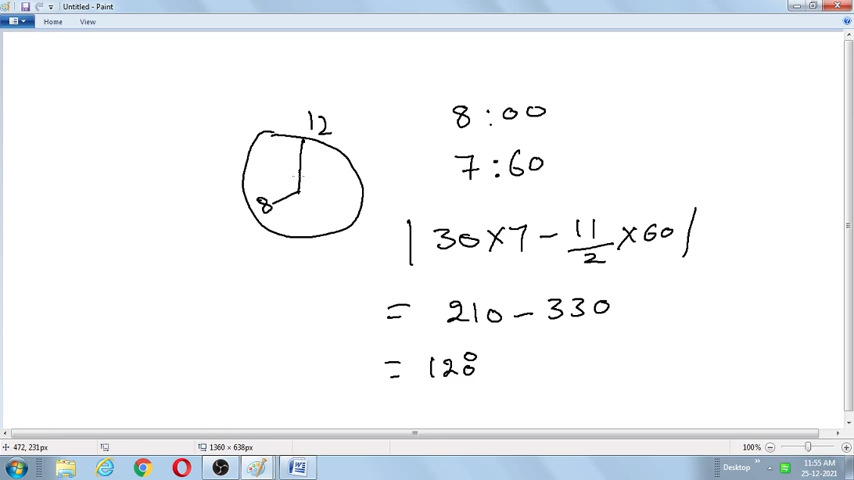 Untitled - Paint
Home View
12
8
8:00
7:60
|30×7-11/2×60|
= 210-330
= 120°
472, 231px
1360 × 638px
100%
Desktop
11:55 AM
25-12-2021